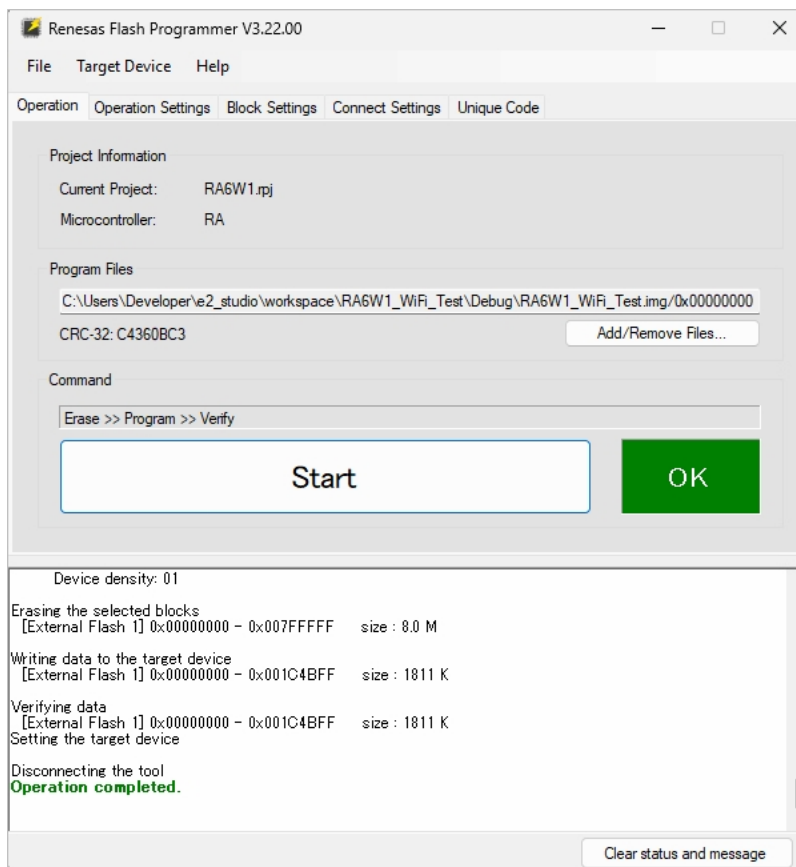 Renesas Flash Programmer V3.22.00
File Target Device Help
Operation Operation Settings Block Settings Connect Settings Unique Code
Project Information
Current Project: RA6W1.rpj
Microcontroller: RA
Program Files
C:\Users\Developer\e2_studio\workspace\RA6W1_WiFi_Test\Debug\RA6W1_WiFi_Test.img/0x00000000
CRC-32: C4360BC3 Add/Remove Files...
Command
Erase >> Program >> Verify
Start OK
Device density: 01
Erasing the selected blocks
[External Flash 1] 0x00000000 - 0x007FFFFF size : 8.0 M
Writing data to the target device
[External Flash 1] 0x00000000 - 0x001C4BFF size : 1811 K
Verifying data
[External Flash 1] 0x00000000 - 0x001C4BFF size : 1811 K
Setting the target device
Disconnecting the tool
Operation completed.
Clear status and message